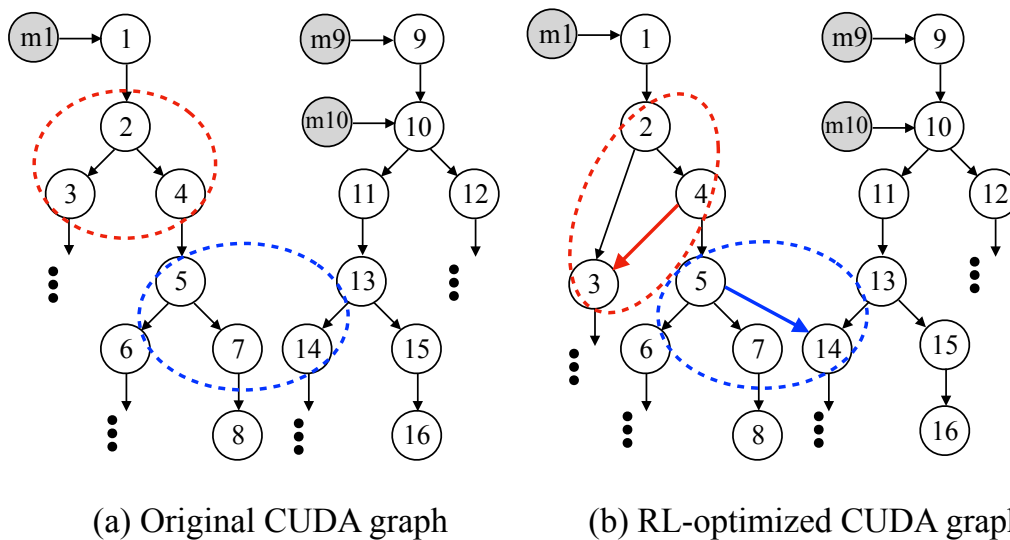 m1 1 m9 9
2 m10 10
3 4 11 12
5 13
6 7 14 15
8 16
(a) Original CUDA graph
m1 1 m9 9
2 m10 10
4 11 12
3 5 13
6 7 14 15
8 16
(b) RL-optimized CUDA grap